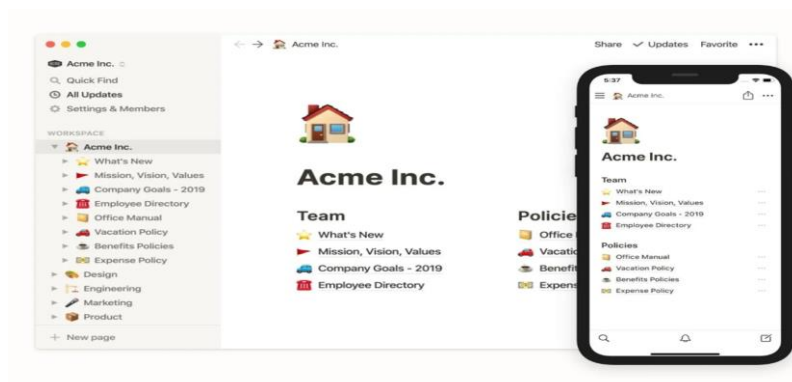 Acme Inc.
Share Updates Favorite
Acme Inc.
Quick Find
All Updates
Settings & Members
WORKSPACE
Acme Inc.
What's New
Mission, Vision, Values
Company Goals - 2019
Employee Directory
Office Manual
Vacation Policy
Benefits Policies
Expense Policy
Design
Engineering
Marketing
Product
New page
Acme Inc.
Team
What's New
Mission, Vision, Values
Company Goals - 2019
Employee Directory
Policie
Office
Vacatio
Benefit
Expens
5:37
Acme Inc.
Acme Inc.
Team
What's New
Mission, Vision, Values
Company Goals - 2019
Employee Directory
Policies
Office Manual
Vacation Policy
Benefits Policies
Expense Policy